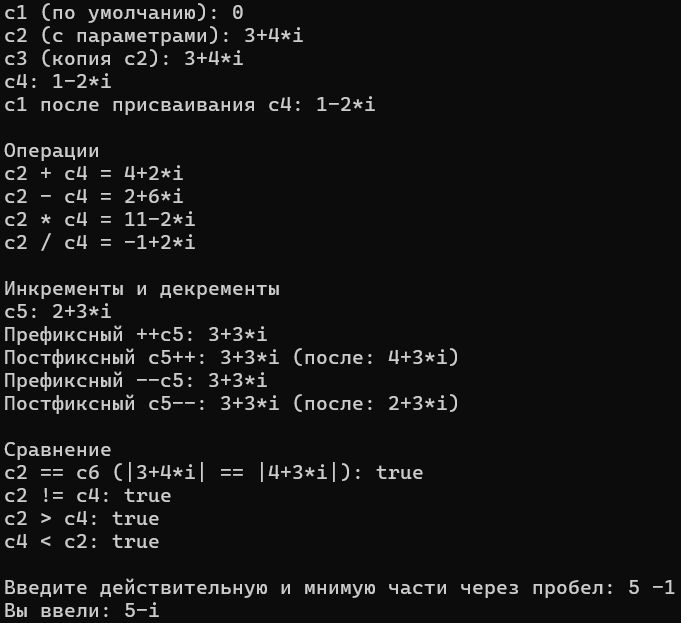 c1 (по умолчанию): 0
c2 (с параметрами): 3+4*i
c3 (копия c2): 3+4*i
c4: 1-2*i
c1 после присваивания c4: 1-2*i

Операции
c2 + c4 = 4+2*i
c2 - c4 = 2+6*i
c2 * c4 = 11-2*i
c2 / c4 = -1+2*i

Инкременты и декременты
c5: 2+3*i
Префиксный ++c5: 3+3*i
Постфиксный c5++: 3+3*i (после: 4+3*i)
Префиксный --c5: 3+3*i
Постфиксный c5--: 3+3*i (после: 2+3*i)

Сравнение
c2 == c6 (|3+4*i| == |4+3*i|): true
c2 != c4: true
c2 > c4: true
c4 < c2: true

Введите действительную и мнимую части через пробел: 5 -1
Вы ввели: 5-i